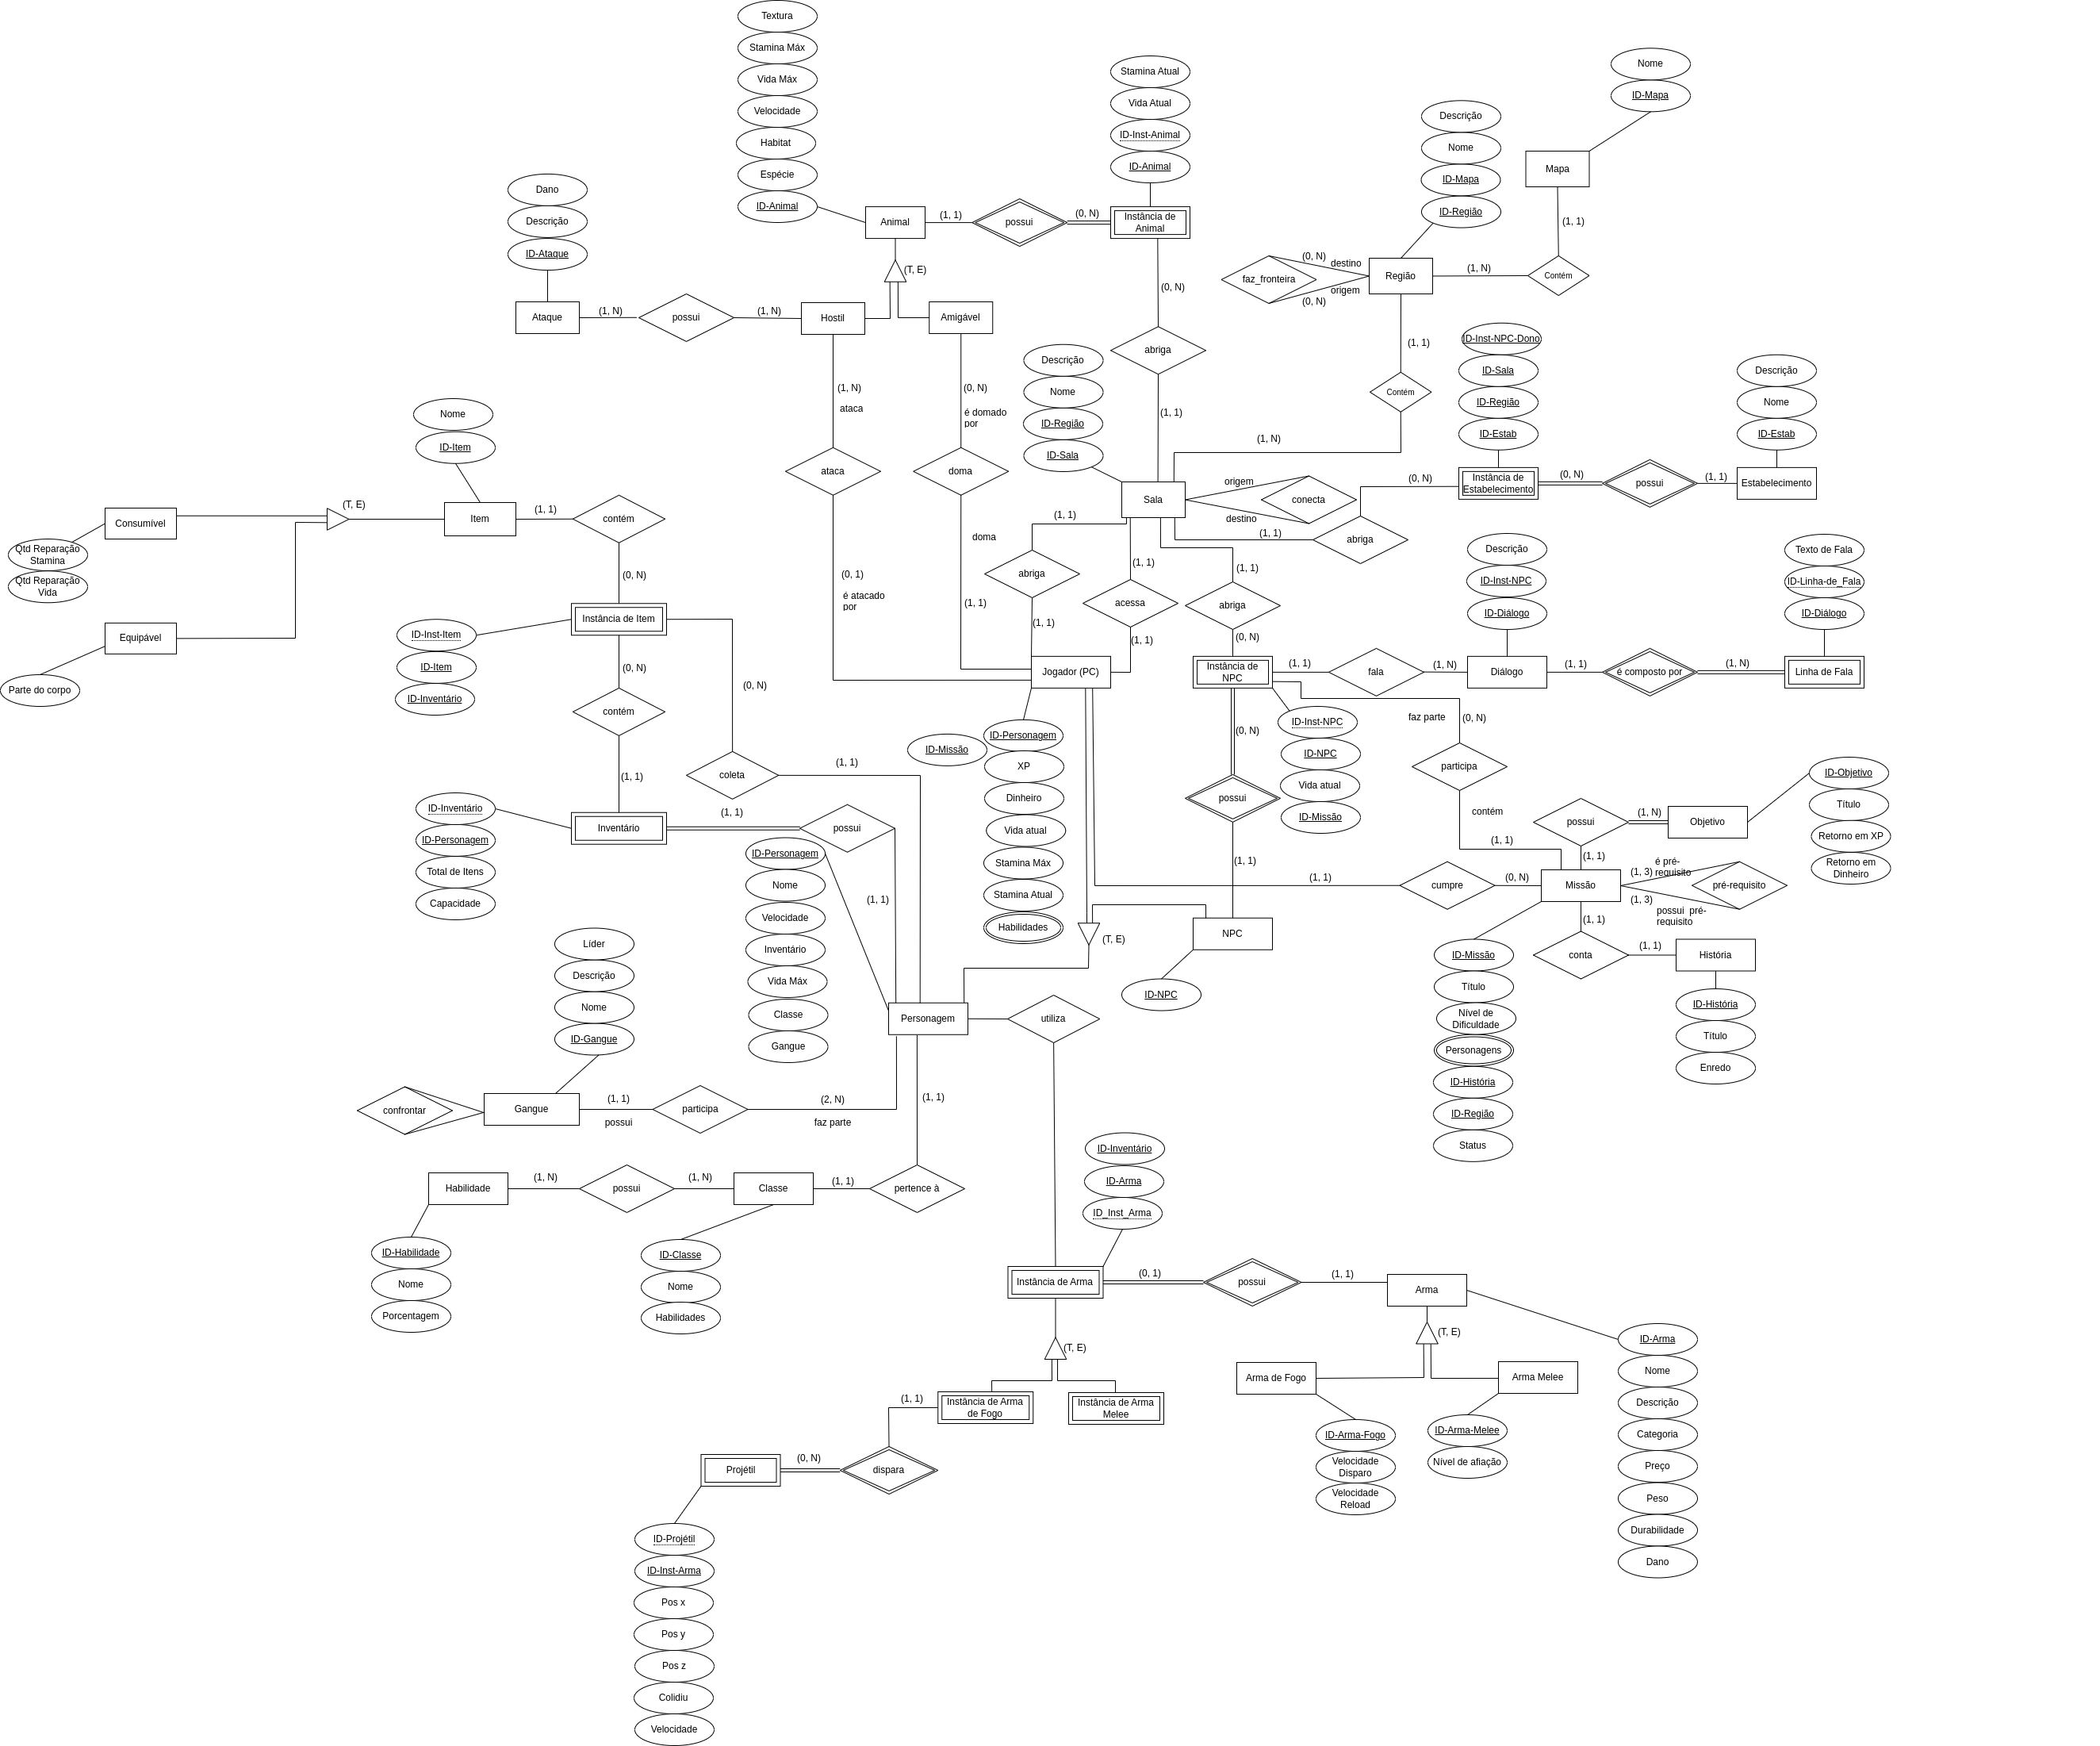 Textura
Stamina Máx
Vida Máx
Velocidade
Habitat
Espécie
ID-Animal
Stamina Atual
Vida Atual
ID-Inst-Animal
ID-Animal
Nome
ID-Mapa
Descrição
Nome
ID-Mapa
ID-Região
Mapa
(1, 1)
Contém
(1, N)
Região
(0, N)
destino
faz_fronteira
origem
(0, N)
Animal
(1, 1)
possui
(0, N)
Instância de
Animal
(T, E)
Dano
Descrição
ID-Ataque
Ataque
(1, N)
possui
(1, N)
Hostil
Amigável
(0, N)
abriga
(1, 1)
(1, 1)
Contém
(1, N)
ID-Inst-NPC-Dono
ID-Sala
ID-Região
ID-Estab
Descrição
Nome
ID-Estab
Descrição
Nome
ID-Região
ID-Sala
(1, N)
ataca
(0, N)
é domado
por
ataca
doma
Nome
ID-Item
(T, E)
Consumível
Item
(1, 1)
contém
Qtd Reparação
Stamina
Qtd Reparação
Vida
Equipável
Parte do corpo
(0, N)
Instância de Item
ID-Inst-Item
ID-Item
ID-Inventário
(0, N)
contém
(0, N)
(1, 1)
coleta
(1, 1)
doma
(0, 1)
é atacado
por
(1, 1)
Sala
origem
conecta
destino
(0, N)
Instância de
Estabelecimento
(0, N)
possui
(1, 1)
Estabelecimento
(1, 1)
abriga
(1, 1)
abriga
(1, 1)
(1, 1)
acessa
(1, 1)
(1, 1)
abriga
(0, N)
Jogador (PC)
Instância de
NPC
(1, 1)
fala
(1, N)
Descrição
ID-Inst-NPC
ID-Diálogo
Diálogo
(1, 1)
é composto por
(1, N)
Texto de Fala
ID-Linha-de_Fala
ID-Diálogo
Linha de Fala
ID-Missão
ID-Personagem
XP
Dinheiro
Vida atual
Stamina Máx
Stamina Atual
Habilidades
(0, N)
ID-Inst-NPC
ID-NPC
Vida atual
ID-Missão
possui
(1, 1)
faz parte
(0, N)
participa
contém
(1, 1)
possui
(1, N)
Objetivo
ID-Objetivo
Título
Retorno em XP
Retorno em
Dinheiro
(1, 1)
(1, 1)
cumpre
(0, N)
Missão
(1, 3)
é pré-
requisito
pré-requisito
(1, 3)
possui pré-
requisito
(1, 1)
conta
(1, 1)
História
ID-História
Título
Enredo
ID-Missão
Título
Nível de
Dificuldade
Personagens
ID-História
ID-Região
Status
NPC
(T, E)
ID-NPC
ID-Inventário
ID-Personagem
Total de Itens
Capacidade
Inventário
(1, 1)
possui
(1, 1)
ID-Personagem
Nome
Velocidade
Inventário
Vida Máx
Classe
Gangue
Personagem
utiliza
Líder
Descrição
Nome
ID-Gangue
confrontar
Gangue
(1, 1)
possui
participa
(2, N)
faz parte
(1, 1)
Habilidade
(1, N)
possui
(1, N)
Classe
(1, 1)
pertence à
ID-Habilidade
Nome
Porcentagem
ID-Classe
Nome
Habilidades
ID-Inventário
ID-Arma
ID_Inst_Arma
Instância de Arma
(0, 1)
possui
(1, 1)
Arma
(T, E)
(T, E)
Arma de Fogo
Arma Melee
ID-Arma-Fogo
Velocidade
Disparo
Velocidade
Reload
ID-Arma-Melee
Nível de afiação
ID-Arma
Nome
Descrição
Categoria
Preço
Peso
Durabilidade
Dano
Instância de Arma
de Fogo
Instância de Arma
Melee
(1, 1)
Projétil
(0, N)
dispara
ID-Projétil
ID-Inst-Arma
Pos x
Pos y
Pos z
Colidiu
Velocidade